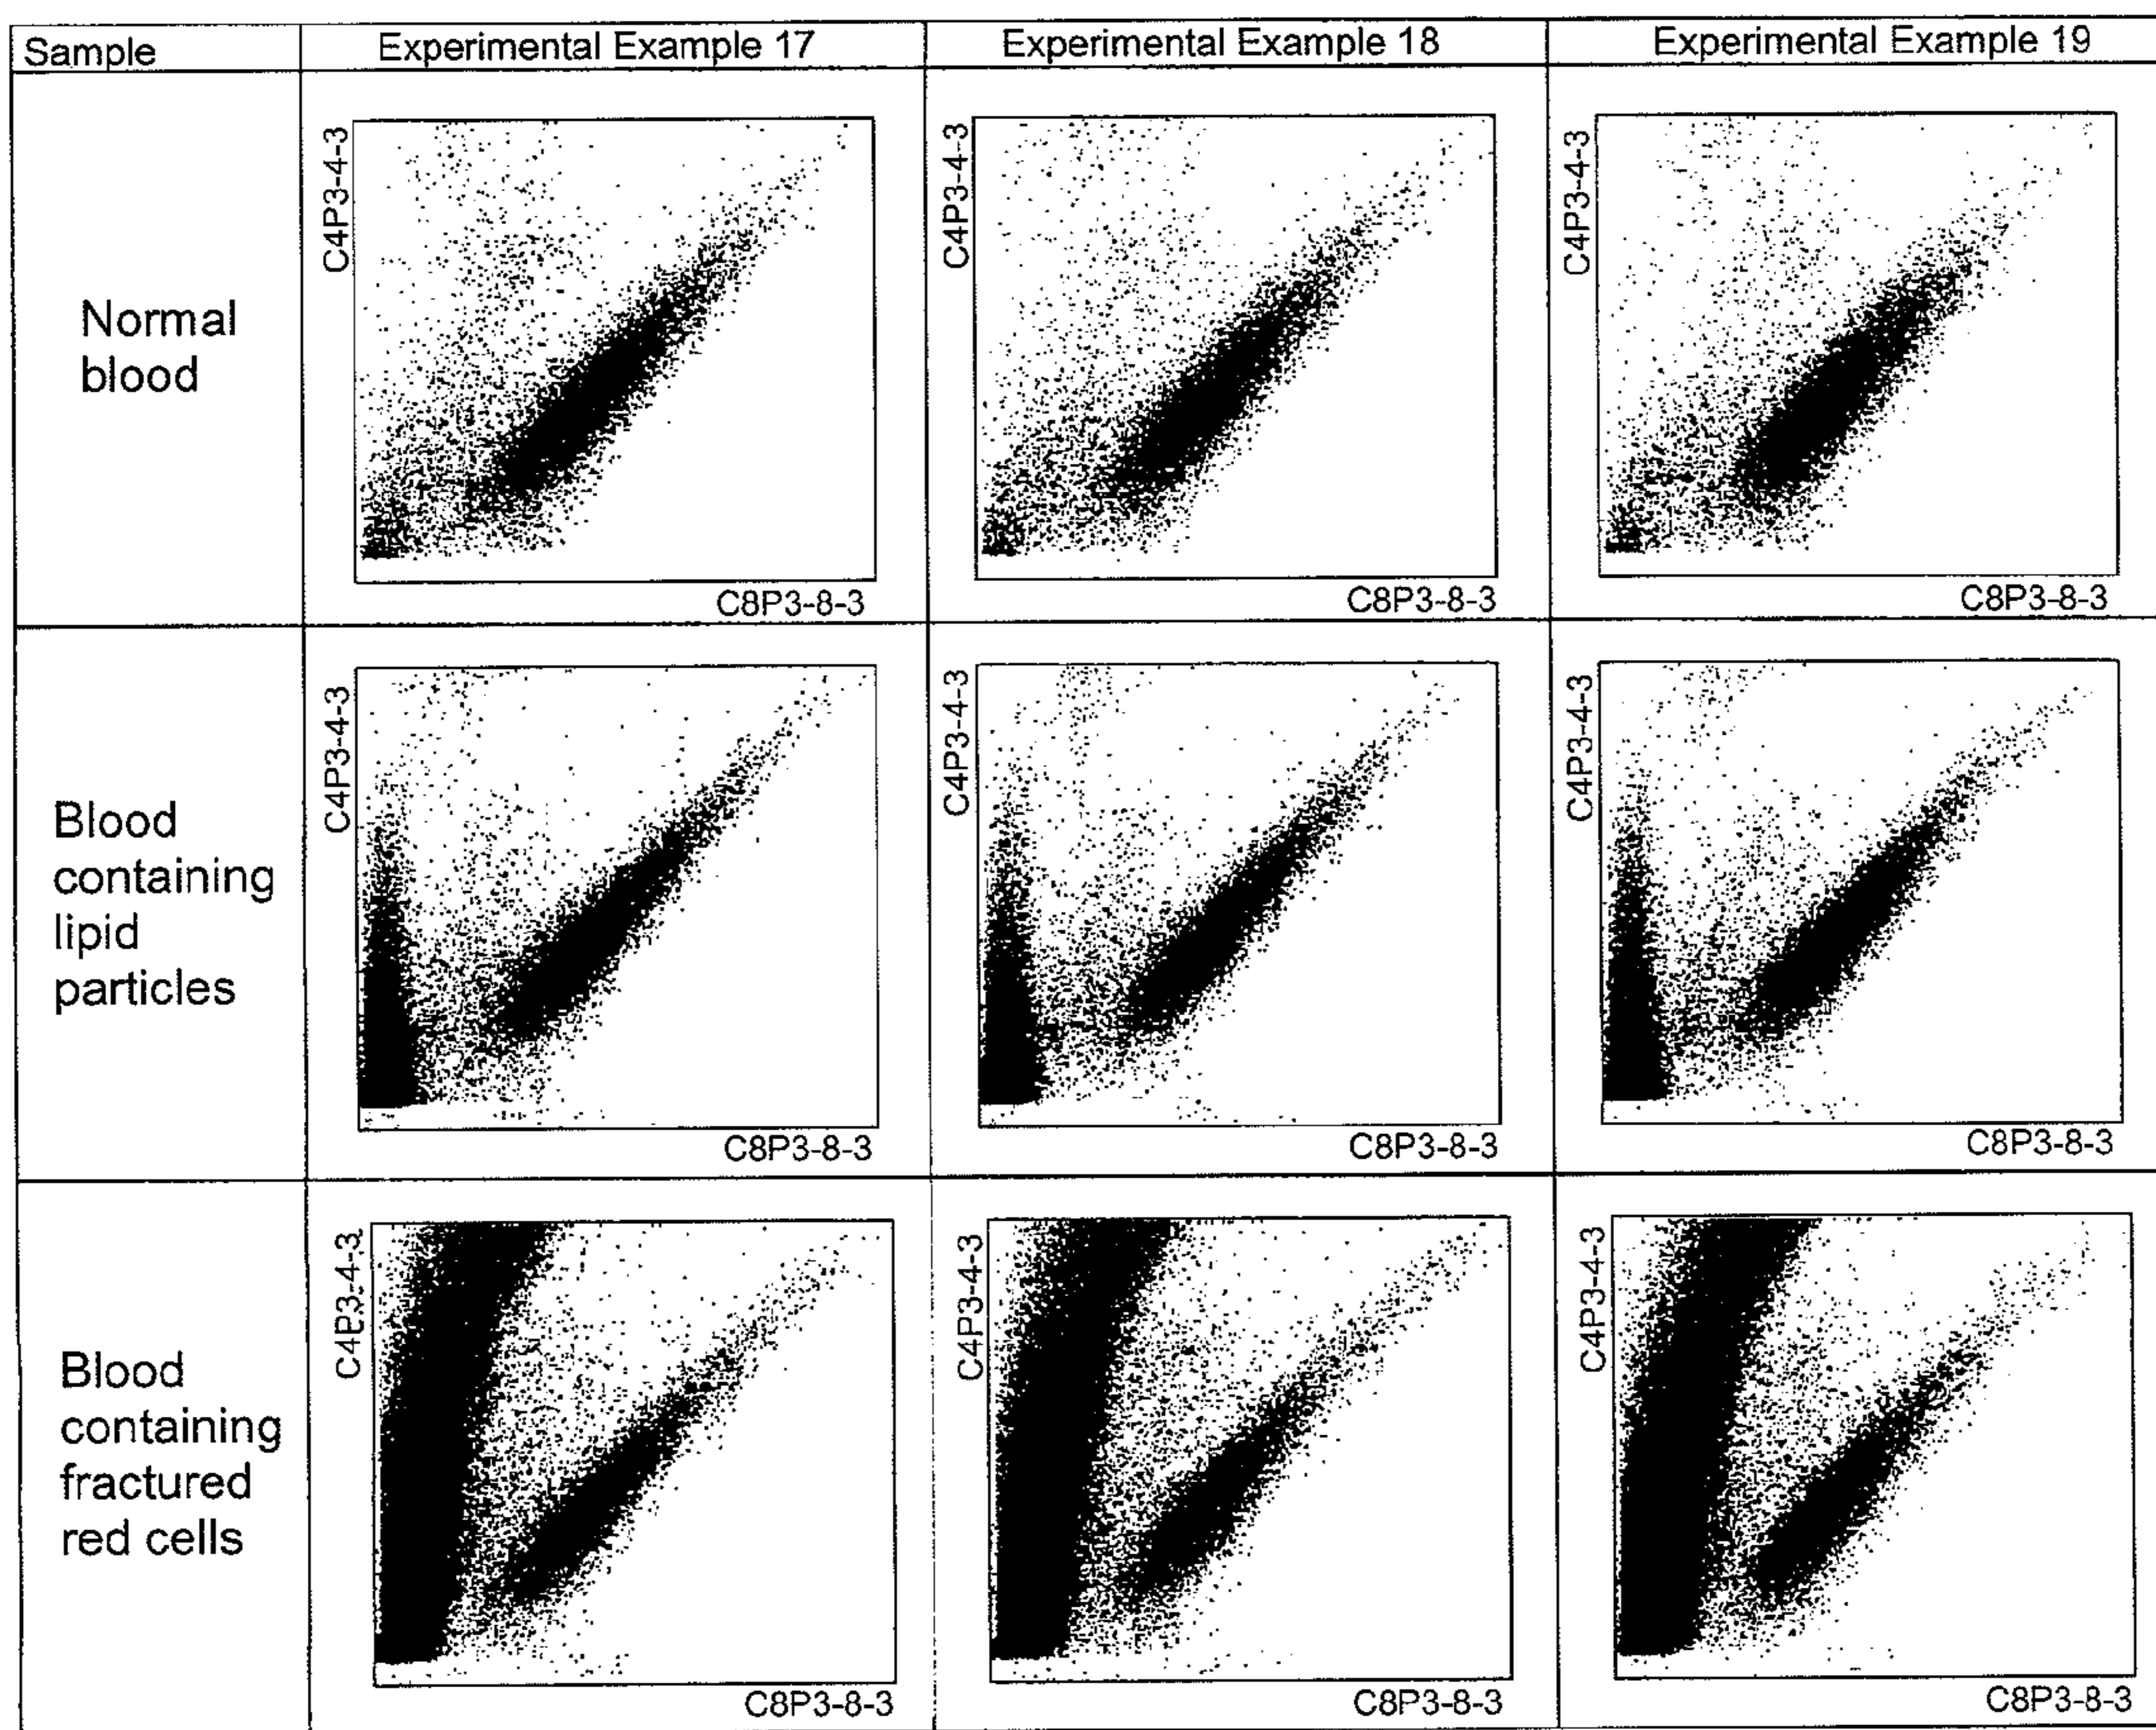 Sample
Experimental Example 17
Experimental Example 18
Experimental Example 19
Normal
blood
C4P3-4-3
C8P3-8-3
C4P3-4-3
C8P3-8-3
C4P3-4-3
C8P3-8-3
Blood
containing
lipid
particles
C4P3-4-3
C8P3-8-3
C4P3-4-3
C8P3-8-3
C4P3-4-3
C8P3-8-3
Blood
containing
fractured
red cells
C4P3-4-3
C8P3-8-3
C4P3-4-3
C8P3-8-3
C4P3-4-3
C8P3-8-3